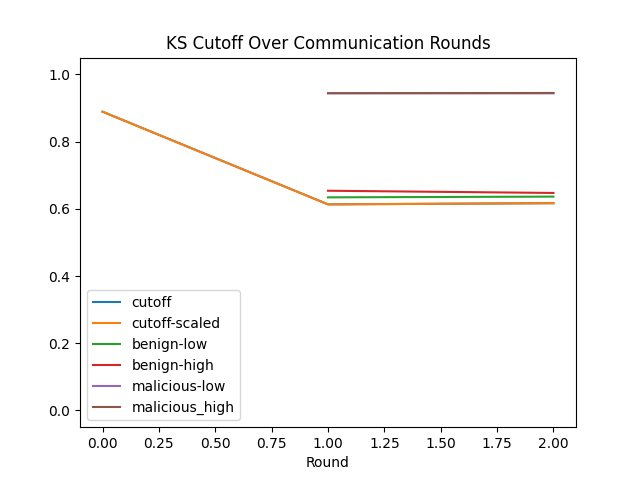 KS Cutoff Over Communication Rounds
1.0
0.8
0.6
0.4
0.2
0.0
cutoff
cutoff-scaled
benign-low
benign-high
malicious-low
malicious_high
0.00 0.25 0.50 0.75 1.00 1.25 1.50 1.75 2.00
Round